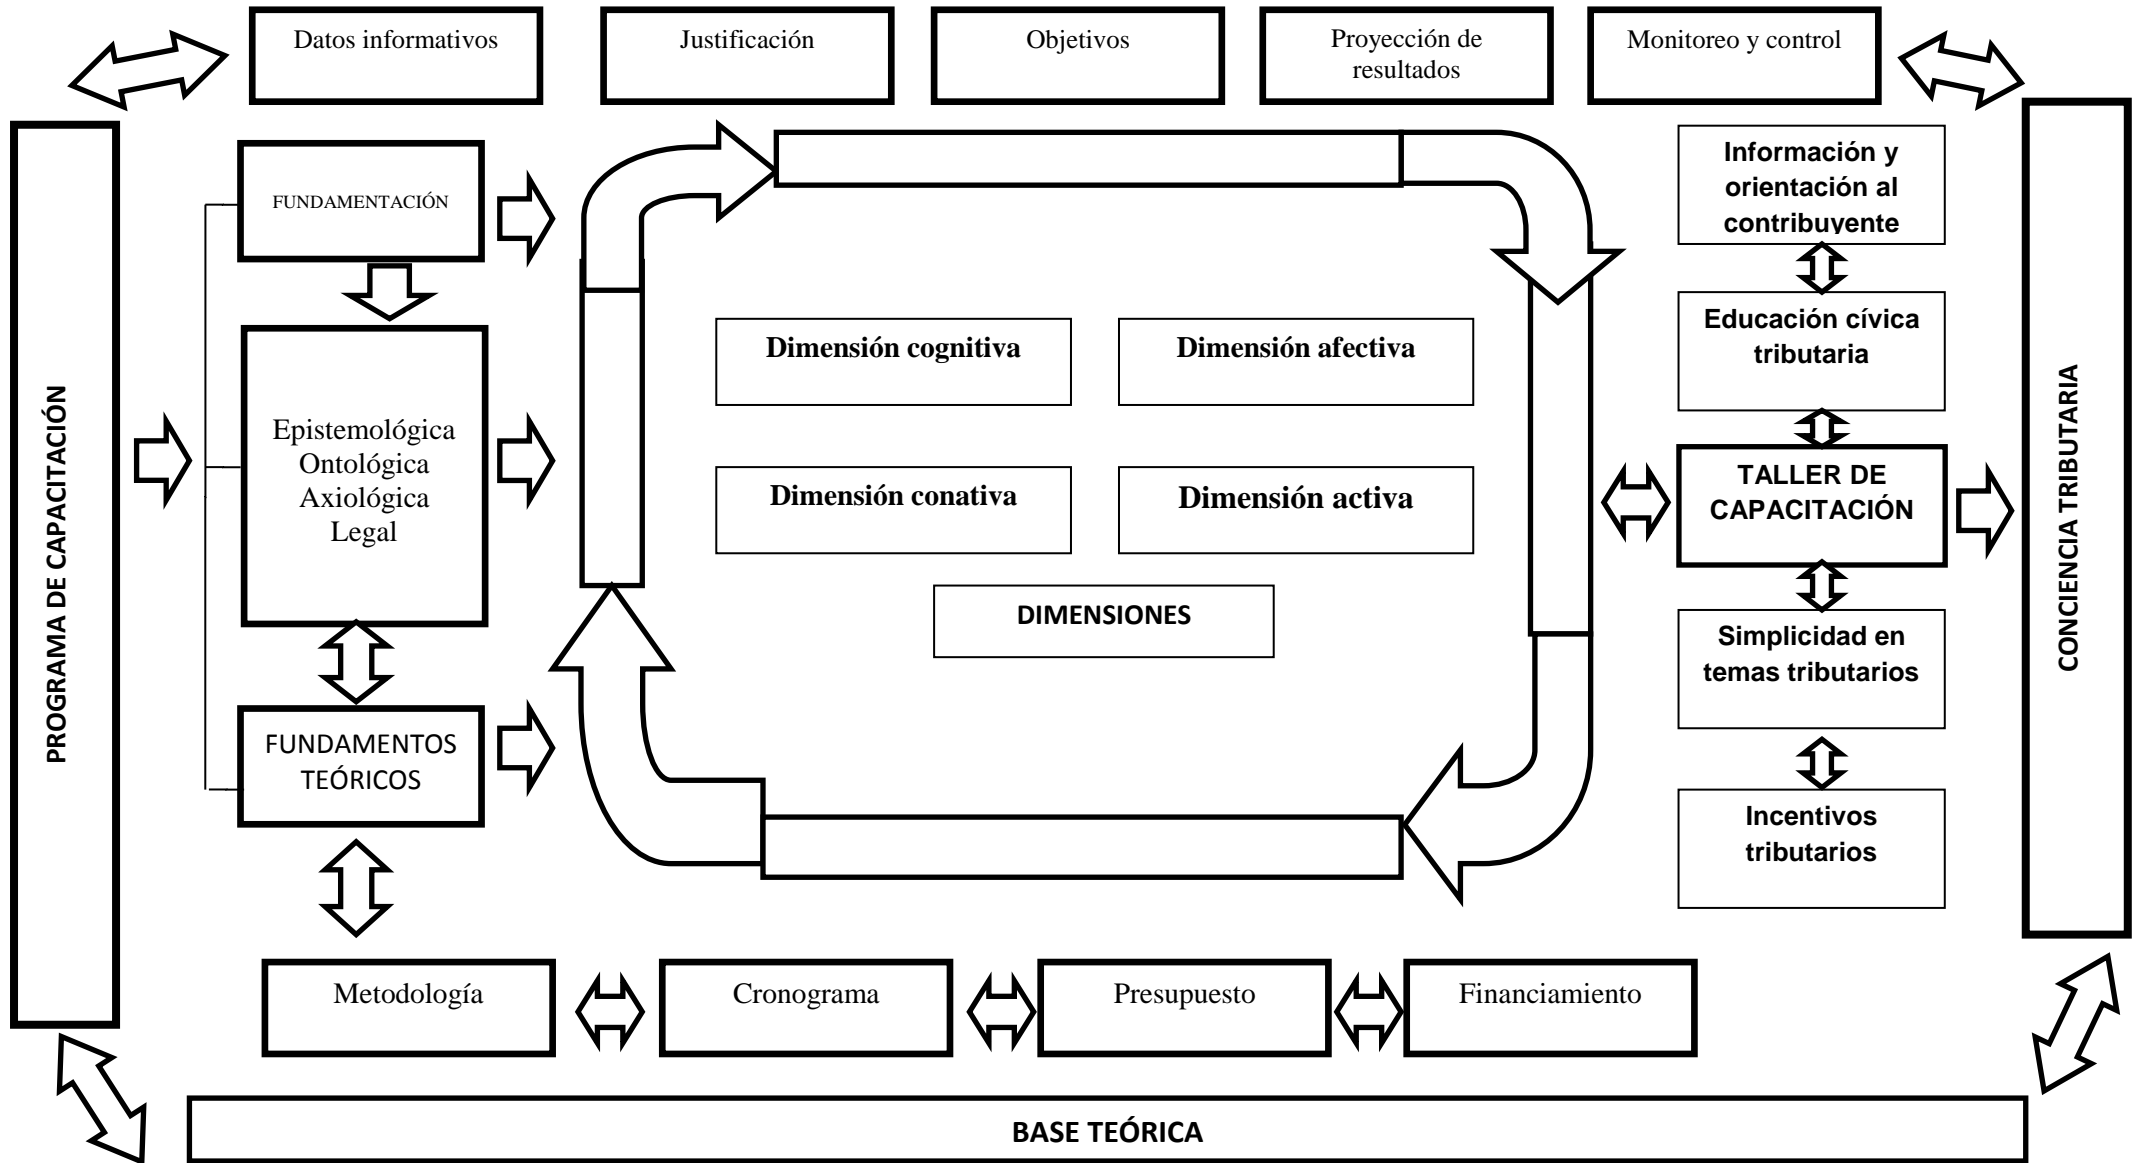 Datos informativos
Justificación
Objetivos
Proyección de
resultados
Monitoreo y control
PROGRAMA DE CAPACITACIÓN
FUNDAMENTACIÓN
Epistemológica
Ontológica
Axiológica
Legal
FUNDAMENTOS
TEÓRICOS
Dimensión cognitiva
Dimensión afectiva
Dimensión conativa
Dimensión activa
DIMENSIONES
Información y
orientación al
contribuyente
Educación cívica
tributaria
TALLER DE
CAPACITACIÓN
Simplicidad en
temas tributarios
Incentivos
tributarios
CONCIENCIA TRIBUTARIA
Metodología
Cronograma
Presupuesto
Financiamiento
BASE TEÓRICA